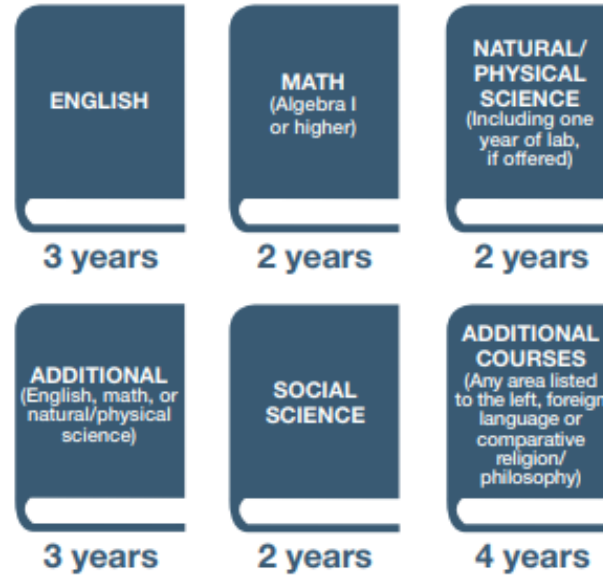 ENGLISH
3 years
MATH
(Algebra I
or higher)
2 years
NATURAL/
PHYSICAL
SCIENCE
(Including one
year of lab,
if offered)
2 years
ADDITIONAL
(English, math, or
natural/physical
science)
3 years
SOCIAL
SCIENCE
2 years
ADDITIONAL
COURSES
(Any area listed
to the left, foreign
language or
comparative
religion/
philosophy)
4 years